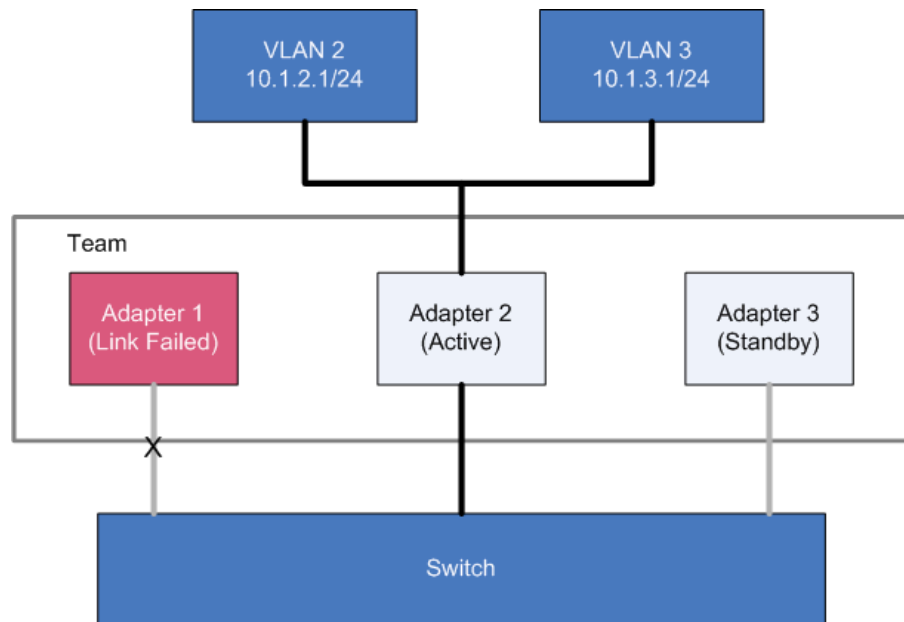 VLAN 2
10.1.2.1/24
VLAN 3
10.1.3.1/24
Team
Adapter 1
(Link Failed)
Adapter 2
(Active)
Adapter 3
(Standby)
X
Switch